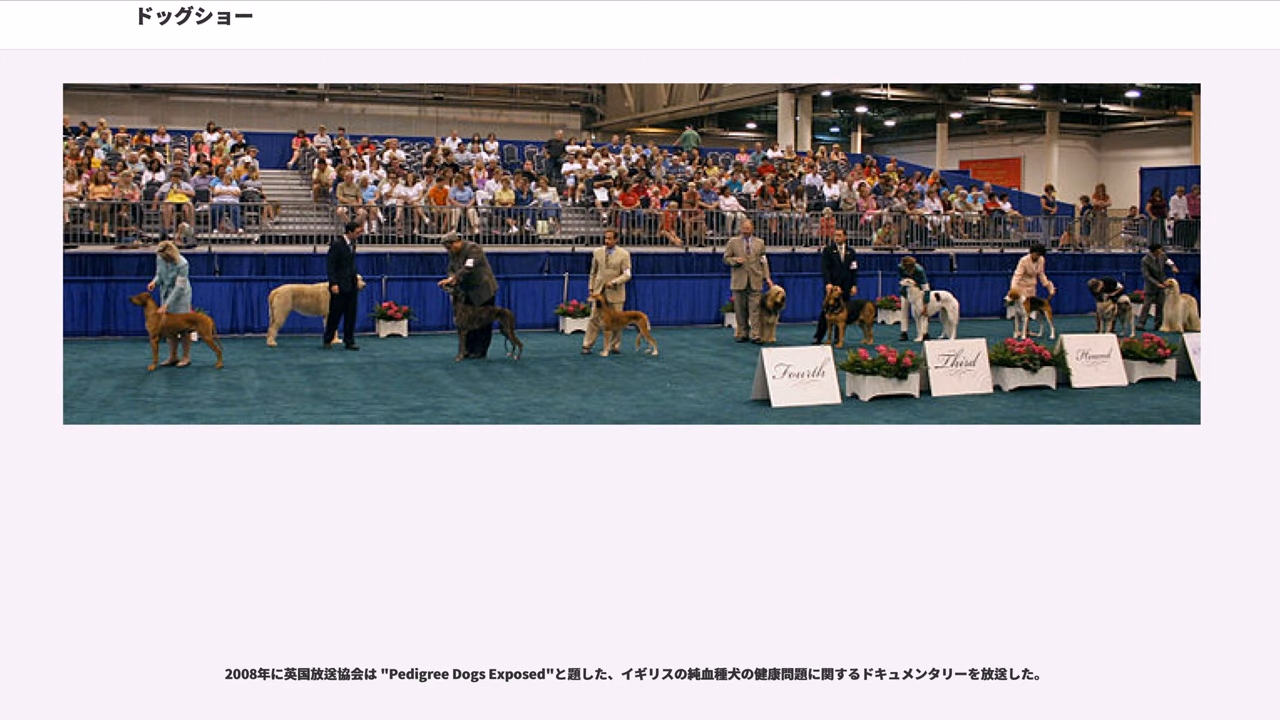 ドッグショー
Fourth
Third
Hound
2008年に英国放送協会は "Pedigree Dogs Exposed"と題した、イギリスの純血種犬の健康問題に関するドキュメンタリーを放送した。